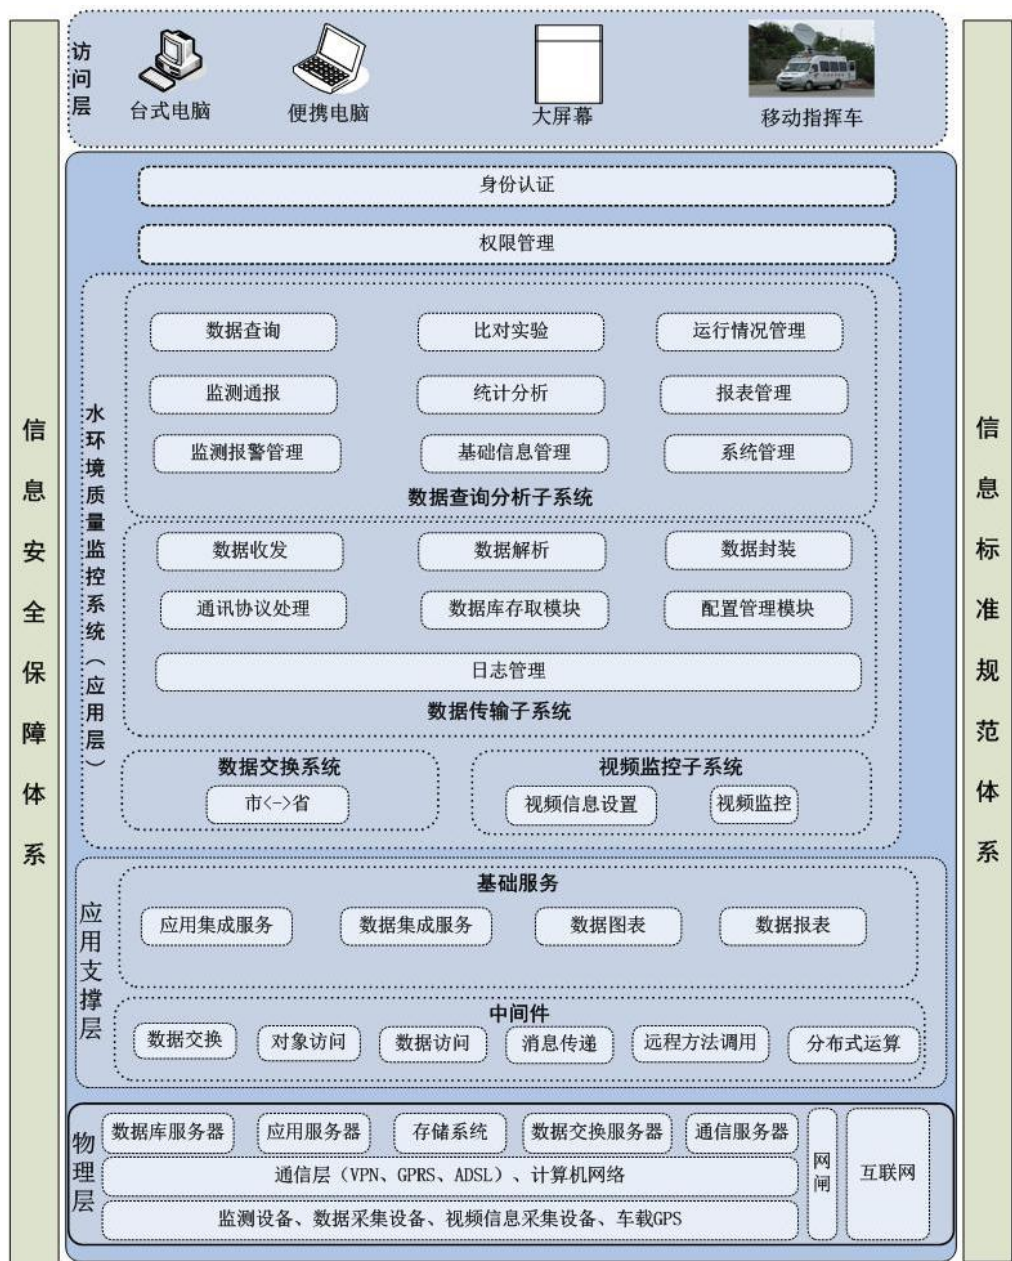 访问层
台式电脑
便携电脑
大屏幕
移动指挥车
信息安全保障体系
信息标准规范体系
身份认证
权限管理
水环境质量监控系统（应用层）
数据查询
比对实验
运行情况管理
监测通报
统计分析
报表管理
监测报警管理
基础信息管理
系统管理
数据查询分析子系统
数据收发
数据解析
数据封装
通讯协议处理
数据库存取模块
配置管理模块
日志管理
数据传输子系统
数据交换系统
市<->省
视频监控子系统
视频信息设置
视频监控
应用支撑层
基础服务
应用集成服务
数据集成服务
数据图表
数据报表
中间件
数据交换
对象访问
数据访问
消息传递
远程方法调用
分布式运算
物理层
数据库服务器
应用服务器
存储系统
数据交换服务器
通信服务器
通信层（VPN、GPRS、ADSL）、计算机网络
监测设备、数据采集设备、视频信息采集设备、车载GPS
网闸
互联网